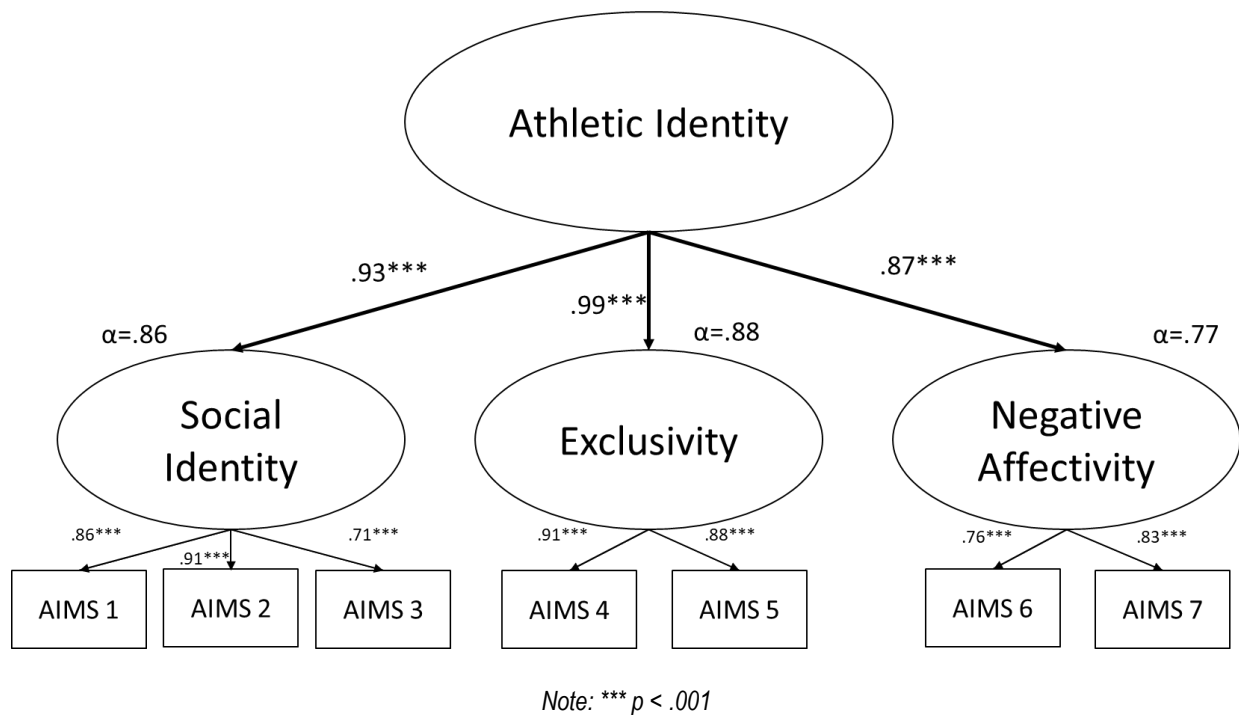 Athletic Identity
.93***
.99***
.87***
α=.86
α=.88
α=.77
Social
Identity
Exclusivity
Negative
Affectivity
.86***
.91***
.71***
.91***
.88***
.76***
.83***
AIMS 1
AIMS 2
AIMS 3
AIMS 4
AIMS 5
AIMS 6
AIMS 7
Note: *** p < .001